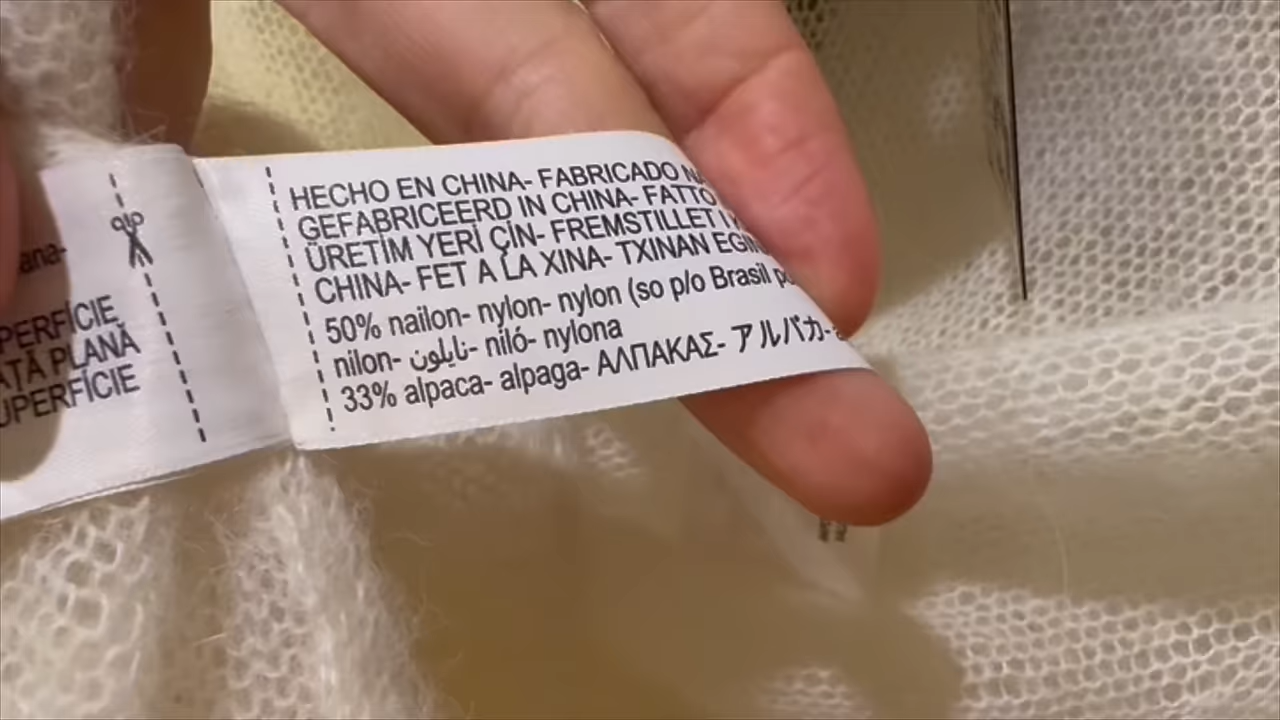 ana-
PERFÍCIE
ATĂ PLANĂ
UPERFÍCIE
HECHO EN CHINA- FABRICADO
GEFABRICEERD IN CHINA- FATTO
ÜRETİM YERİ ÇİN- FREMSTILLET I
CHINA- FET A LA XINA- TXINAN
50% nailon- nylon- nylon (so p/o Brasil
nilon- نايلون- niló- nylona
33% alpaca- alpaga- ΑΛΠΑΚΑΣ- アルパカ-